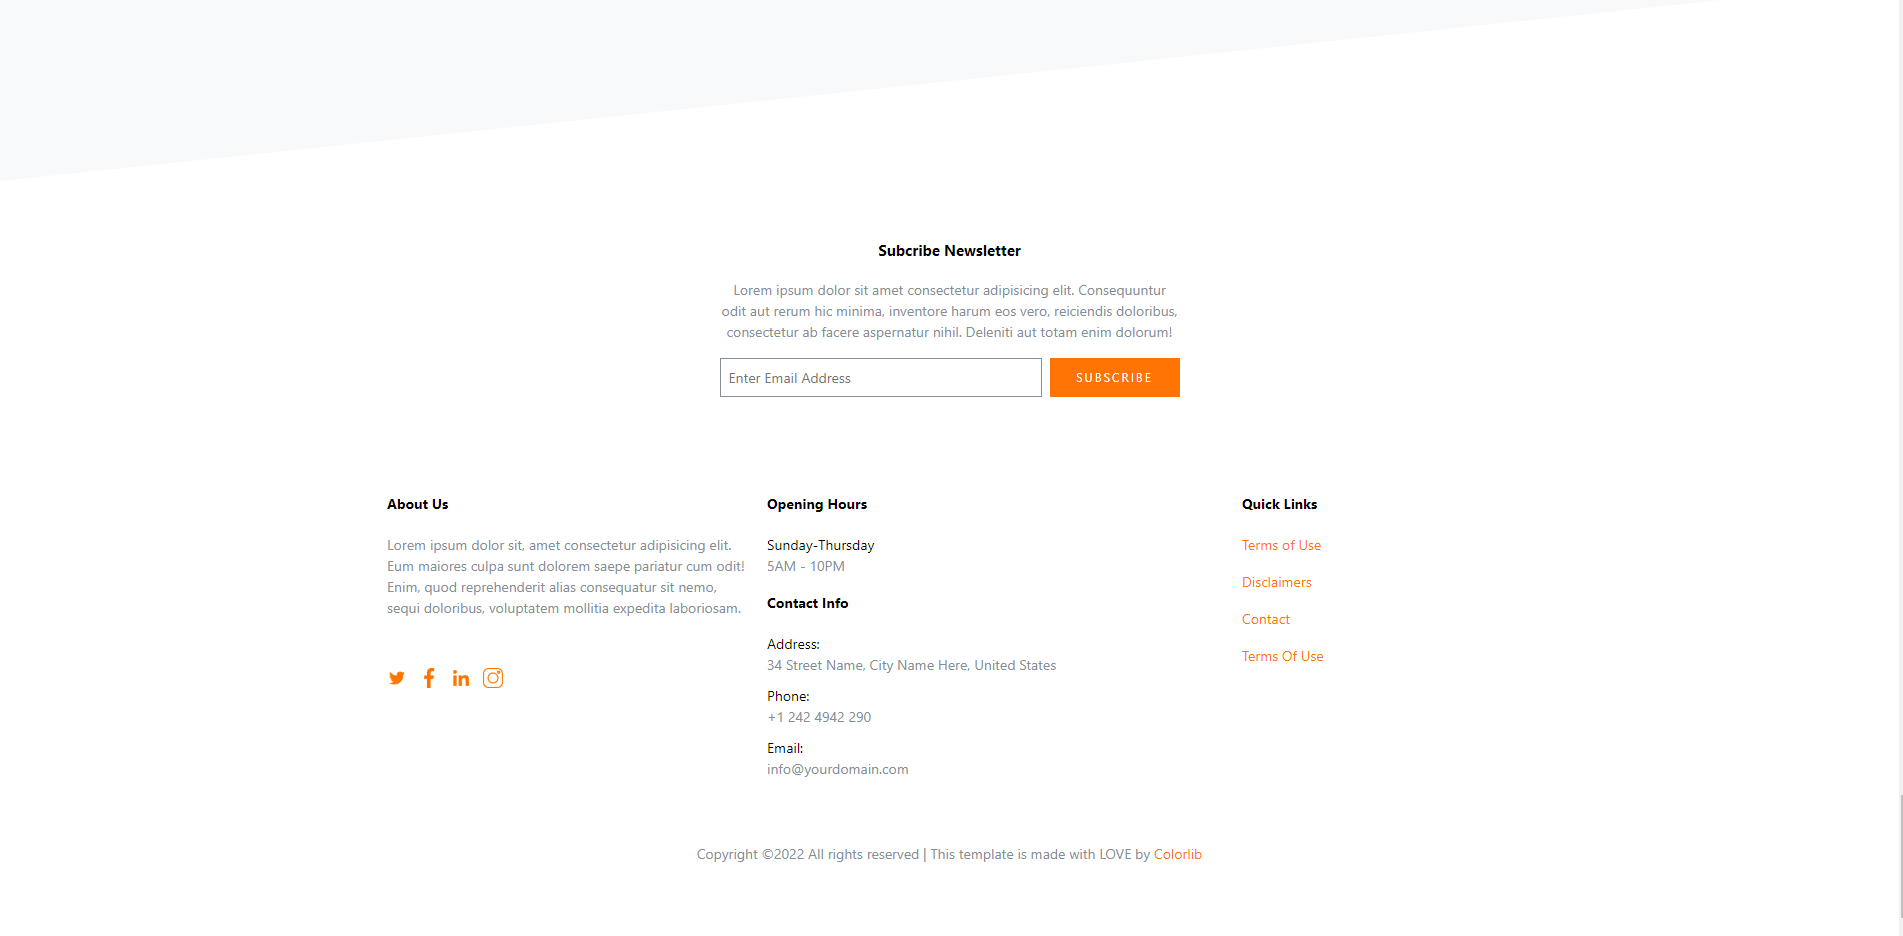 Subcribe Newsletter
Lorem ipsum dolor sit amet consectetur adipisicing elit. Consequuntur
odit aut rerum hic minima, inventore harum eos vero, reiciendis doloribus,
consectetur ab facere aspernatur nihil. Deleniti aut totam enim dolorum!
Enter Email Address
SUBSCRIBE
About Us
Lorem ipsum dolor sit, amet consectetur adipisicing elit.
Eum maiores culpa sunt dolorem saepe pariatur cum odit!
Enim, quod reprehenderit alias consequatur sit nemo,
sequi doloribus, voluptatem mollitia expedita laboriosam.
Opening Hours
Sunday-Thursday
5AM - 10PM
Contact Info
Address:
34 Street Name, City Name Here, United States
Phone:
+1 242 4942 290
Email:
info@yourdomain.com
Quick Links
Terms of Use
Disclaimers
Contact
Terms Of Use
Copyright ©2022 All rights reserved | This template is made with LOVE by Colorlib